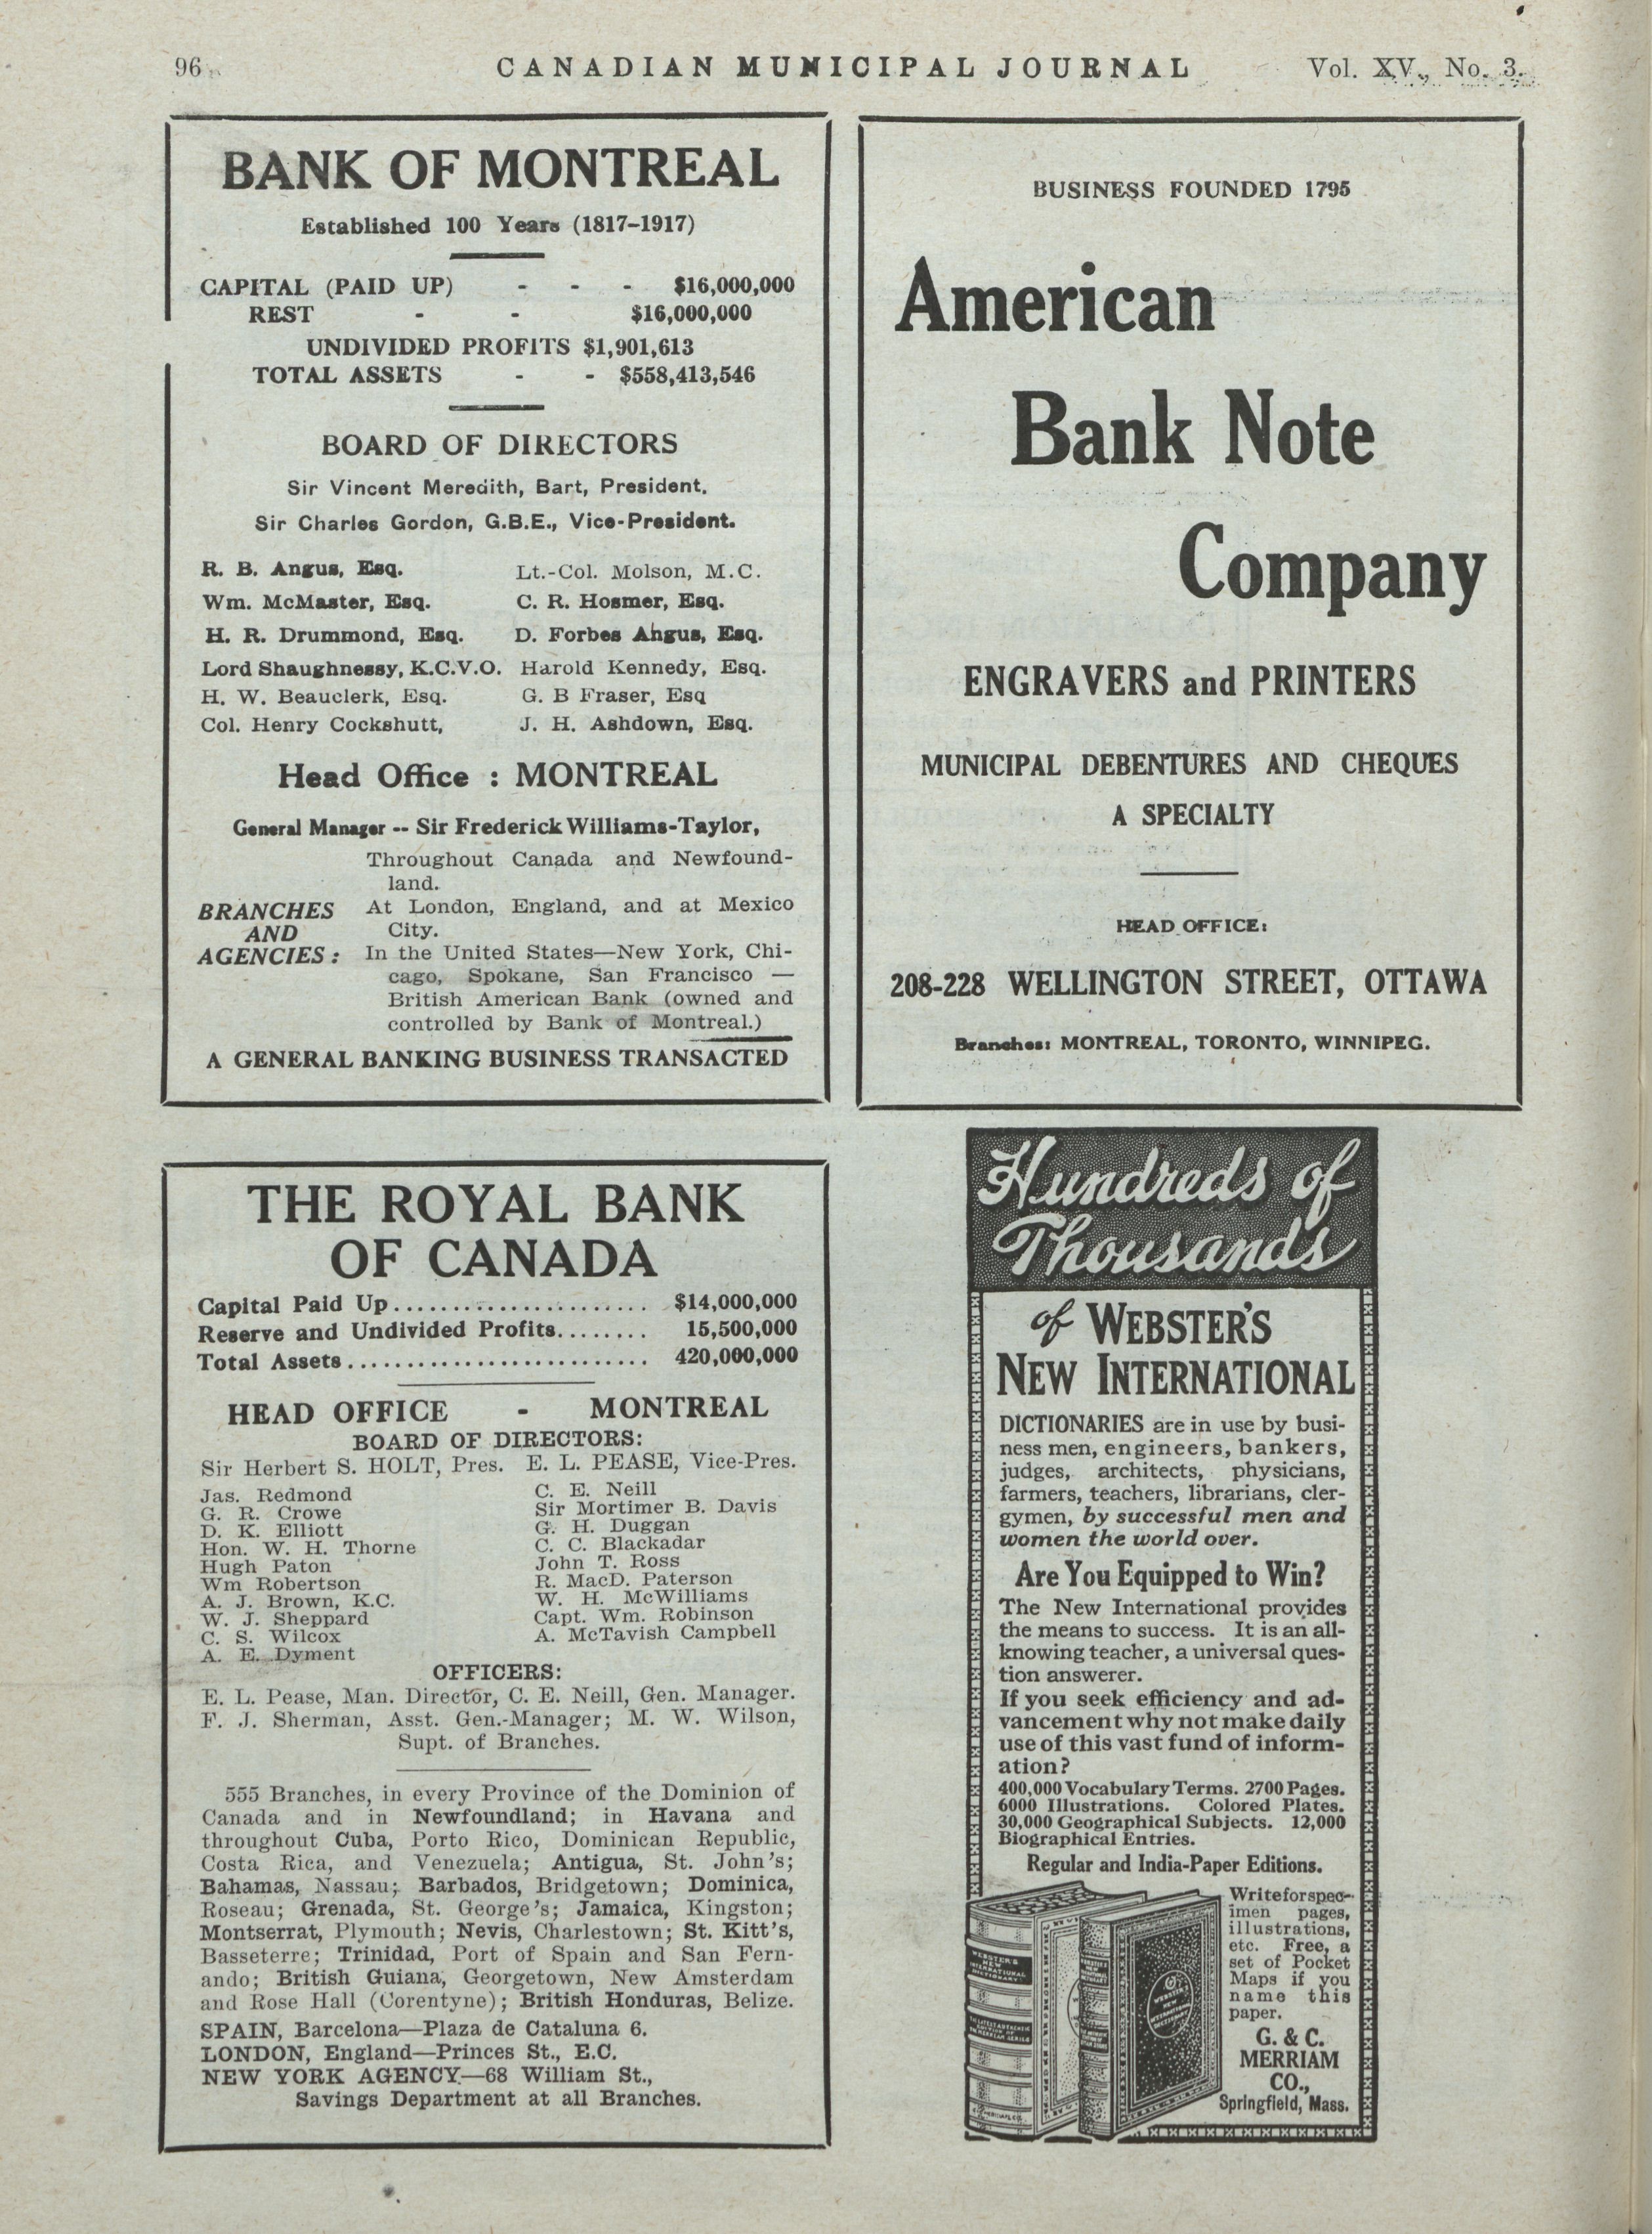 96
CANADIAN MUNICIPAL JOURNAL
Vol. XV., No. 3.
BANK OF MONTREAL
Established 100 Years (1817-1917)
CAPITAL (PAID UP) - - - $16,000,000
REST - - $16,000,000
UNDIVIDED PROFITS $1,901,613
TOTAL ASSETS - - $558,413,546
BOARD OF DIRECTORS
Sir Vincent Meredith, Bart, President.
Sir Charles Gordon, G.B.E., Vice-President.
R. B. Angus, Esq. Lt.-Col. Molson, M.C.
Wm. McMaster, Esq. C. R. Hosmer, Esq.
H. R. Drummond, Esq. D. Forbes Angus, Esq.
Lord Shaughnessy, K.C.V.O. Harold Kennedy, Esq.
H. W. Beauclerk, Esq. G. B Fraser, Esq
Col. Henry Cockshutt, J. H. Ashdown, Esq.
Head Office : MONTREAL
General Manager -- Sir Frederick Williams-Taylor,
BRANCHES
AND
AGENCIES :
Throughout Canada and Newfound-
land.
At London, England, and at Mexico
City.
In the United States—New York, Chi-
cago, Spokane, San Francisco —
British American Bank (owned and
controlled by Bank of Montreal.)
A GENERAL BANKING BUSINESS TRANSACTED
BUSINESS FOUNDED 1795
American
Bank Note
Company
ENGRAVERS and PRINTERS
MUNICIPAL DEBENTURES AND CHEQUES
A SPECIALTY
HEAD OFFICE:
208-228 WELLINGTON STREET, OTTAWA
Branches: MONTREAL, TORONTO, WINNIPEG.
THE ROYAL BANK
OF CANADA
Capital Paid Up...................... $14,000,000
Reserve and Undivided Profits........ 15,500,000
Total Assets.......................... 420,000,000
HEAD OFFICE - MONTREAL
BOARD OF DIRECTORS:
Sir Herbert S. HOLT, Pres. E. L. PEASE, Vice-Pres.
Jas. Redmond
G. R. Crowe
D. K. Elliott
Hon. W. H. Thorne
Hugh Paton
Wm Robertson
A. J. Brown, K.C.
W. J. Sheppard
C. S. Wilcox
A. E. Dyment
C. E. Neill
Sir Mortimer B. Davis
G. H. Duggan
C. C. Blackadar
John T. Ross
R. MacD. Paterson
W. H. McWilliams
Capt. Wm. Robinson
A. McTavish Campbell
OFFICERS:
E. L. Pease, Man. Director, C. E. Neill, Gen. Manager.
F. J. Sherman, Asst. Gen.-Manager; M. W. Wilson,
Supt. of Branches.
555 Branches, in every Province of the Dominion of
Canada and in Newfoundland; in Havana and
throughout Cuba, Porto Rico, Dominican Republic,
Costa Rica, and Venezuela; Antigua, St. John's;
Bahamas, Nassau; Barbados, Bridgetown; Dominica,
Roseau; Grenada, St. George's; Jamaica, Kingston;
Montserrat, Plymouth; Nevis, Charlestown; St. Kitt's,
Basseterre; Trinidad, Port of Spain and San Fern-
ando; British Guiana, Georgetown, New Amsterdam
and Rose Hall (Corentyne); British Honduras, Belize.
SPAIN, Barcelona—Plaza de Cataluna 6.
LONDON, England—Princes St., E.C.
NEW YORK AGENCY.—68 William St.,
Savings Department at all Branches.
Hundreds of
Thousands
of WEBSTER'S
NEW INTERNATIONAL
DICTIONARIES are in use by busi-
ness men, engineers, bankers,
judges, architects, physicians,
farmers, teachers, librarians, cler-
gymen, by successful men and
women the world over.
Are You Equipped to Win?
The New International provides
the means to success. It is an all-
knowing teacher, a universal ques-
tion answerer.
If you seek efficiency and ad-
vancement why not make daily
use of this vast fund of inform-
ation?
400,000 Vocabulary Terms. 2700 Pages.
6000 Illustrations. Colored Plates.
30,000 Geographical Subjects. 12,000
Biographical Entries.
Regular and India-Paper Editions.
Write for spec-
imen pages,
illustrations,
etc. Free, a
set of Pocket
Maps if you
name this
paper.
G. & C.
MERRIAM
CO.,
Springfield, Mass.
WEBSTER'S
NEW
INTERNATIONAL
DICTIONARY